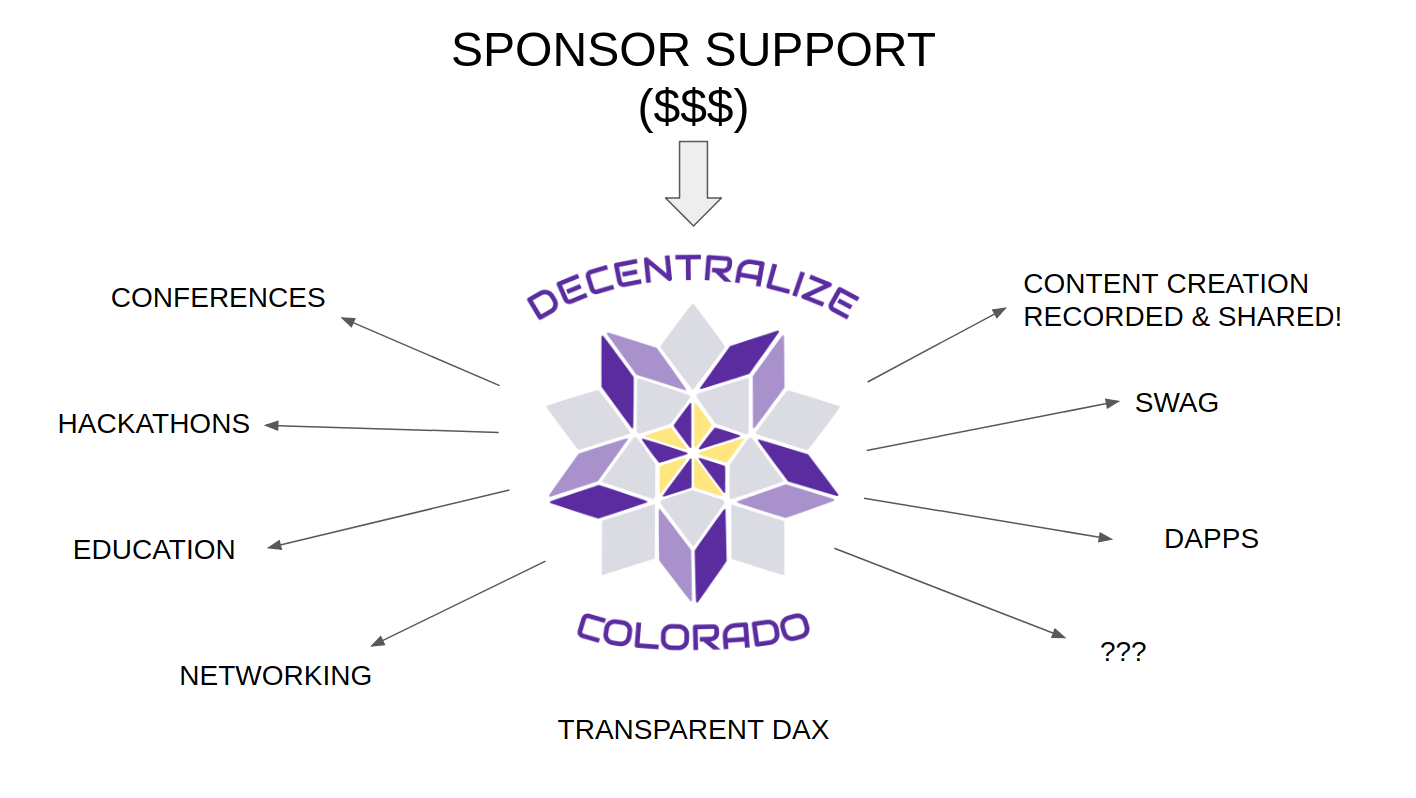 SPONSOR SUPPORT
($$$)
DECENTRALIZE
COLORADO
CONFERENCES
HACKATHONS
EDUCATION
NETWORKING
CONTENT CREATION
RECORDED & SHARED!
SWAG
DAPPS
???
TRANSPARENT DAX